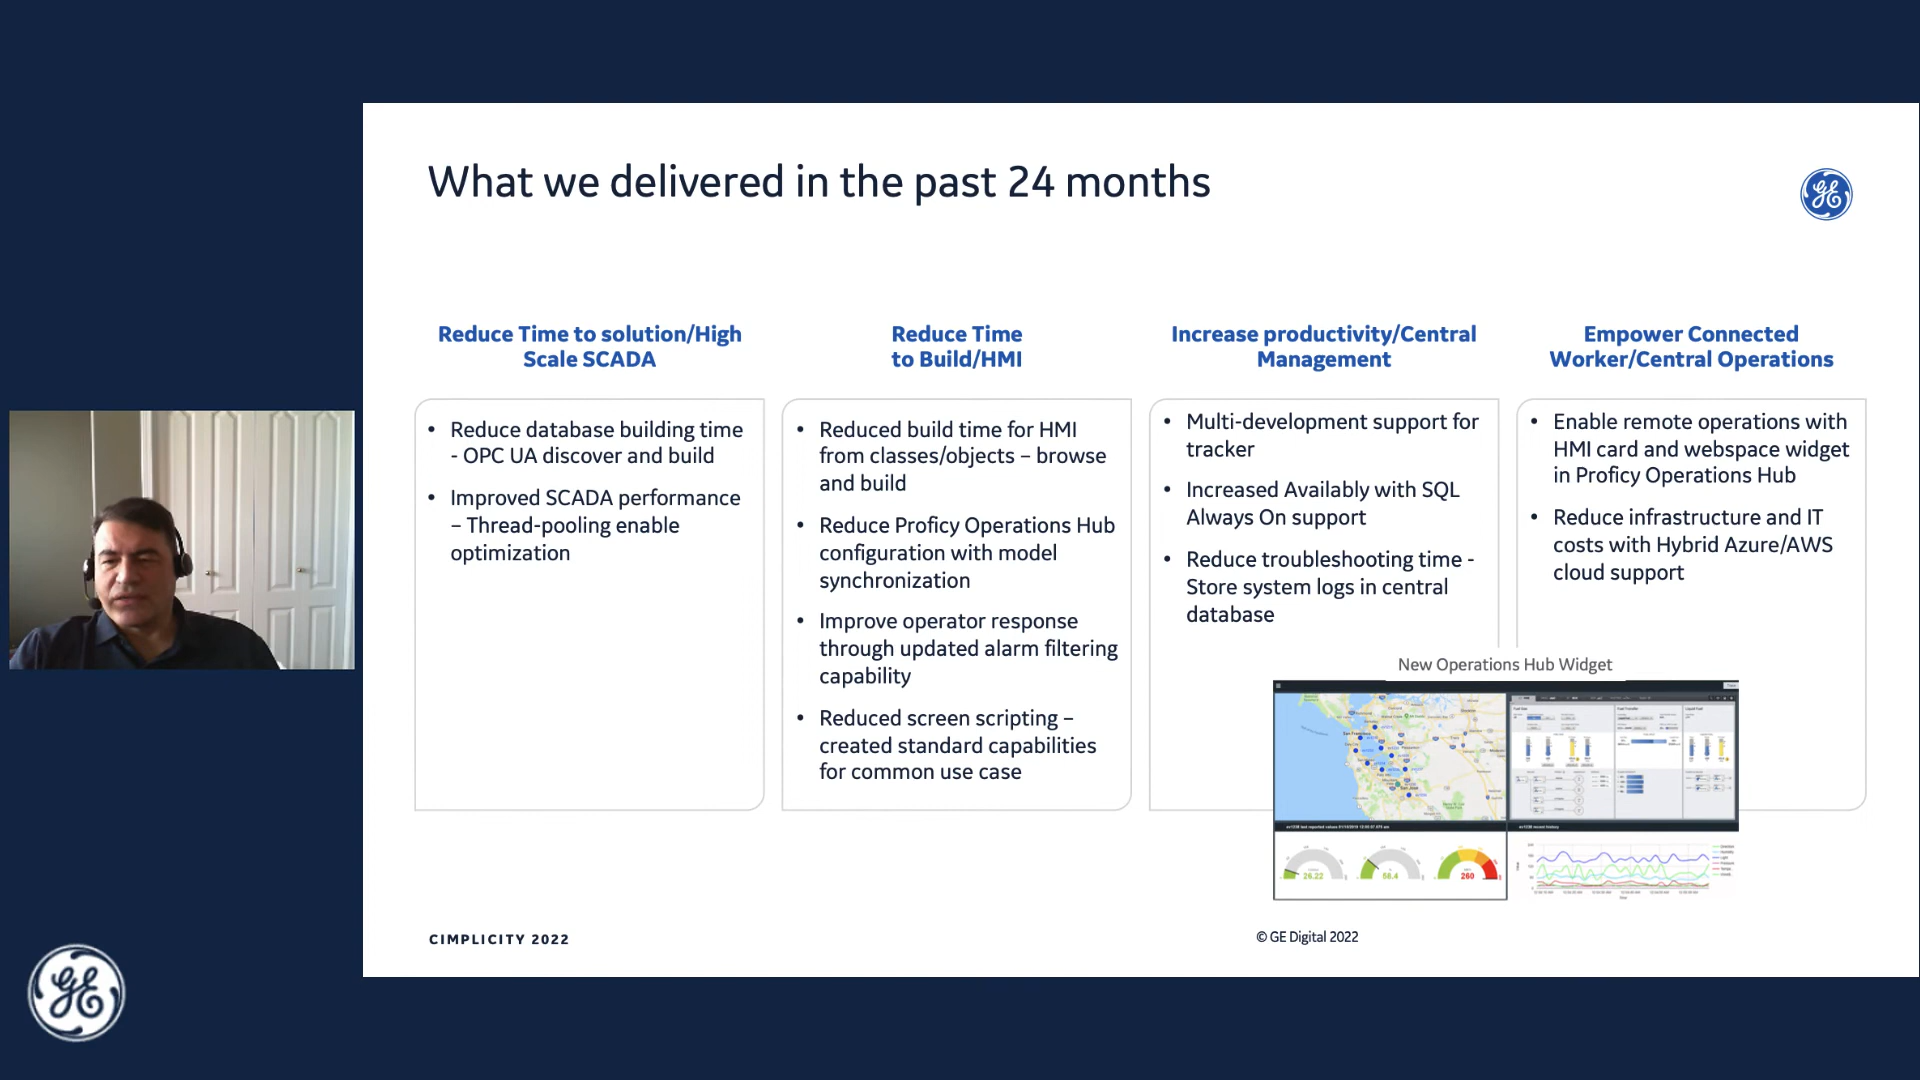 What we delivered in the past 24 months
Reduce Time to solution/High
Scale SCADA
• Reduce database building time
- OPC UA discover and build
• Improved SCADA performance
– Thread-pooling enable
optimization
Reduce Time
to Build/HMI
• Reduced build time for HMI
from classes/objects – browse
and build
• Reduce Proficy Operations Hub
configuration with model
synchronization
• Improve operator response
through updated alarm filtering
capability
• Reduced screen scripting –
created standard capabilities
for common use case
Increase productivity/Central
Management
• Multi-development support for
tracker
• Increased Availably with SQL
Always On support
• Reduce troubleshooting time -
Store system logs in central
database
Empower Connected
Worker/Central Operations
• Enable remote operations with
HMI card and webspace widget
in Proficy Operations Hub
• Reduce infrastructure and IT
costs with Hybrid Azure/AWS
cloud support
New Operations Hub Widget
26.22
260
CIMPLICITY 2022
© GE Digital 2022
GE